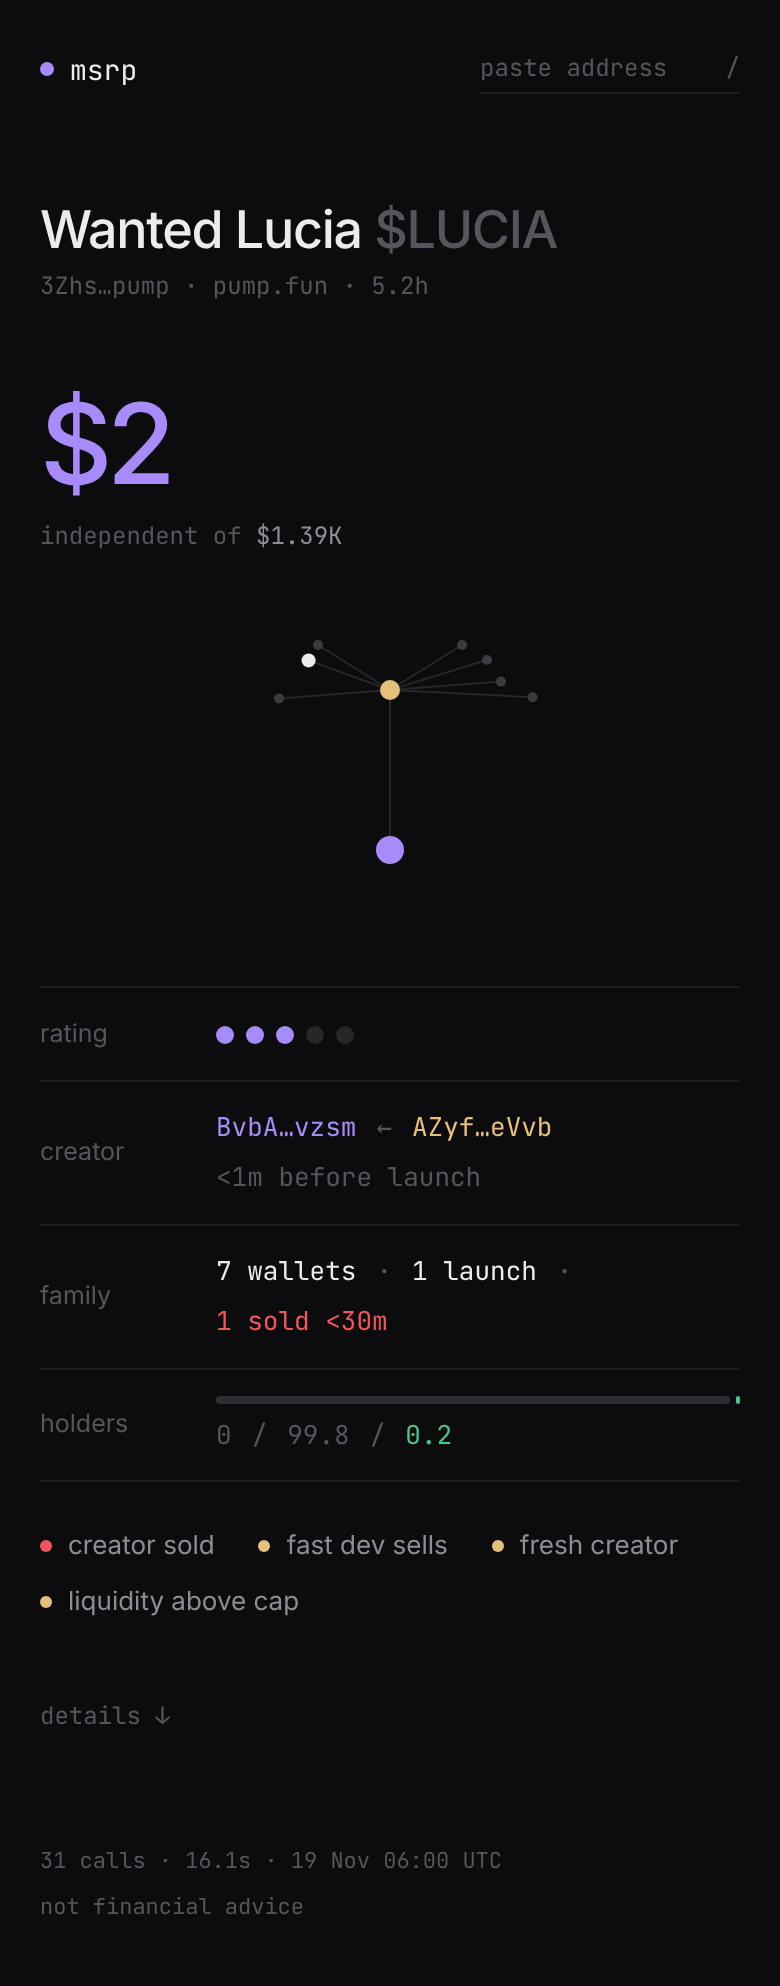 msrp
paste address /
Wanted Lucia $LUCIA
3Zhs…pump · pump.fun · 5.2h
$2
independent of $1.39K
rating
creator
BvbA…vzsm ← AZyf…eVvb
<1m before launch
family
7 wallets · 1 launch ·
1 sold <30m
holders
0 / 99.8 / 0.2
creator sold
fast dev sells
fresh creator
liquidity above cap
details ↓
31 calls · 16.1s · 19 Nov 06:00 UTC
not financial advice